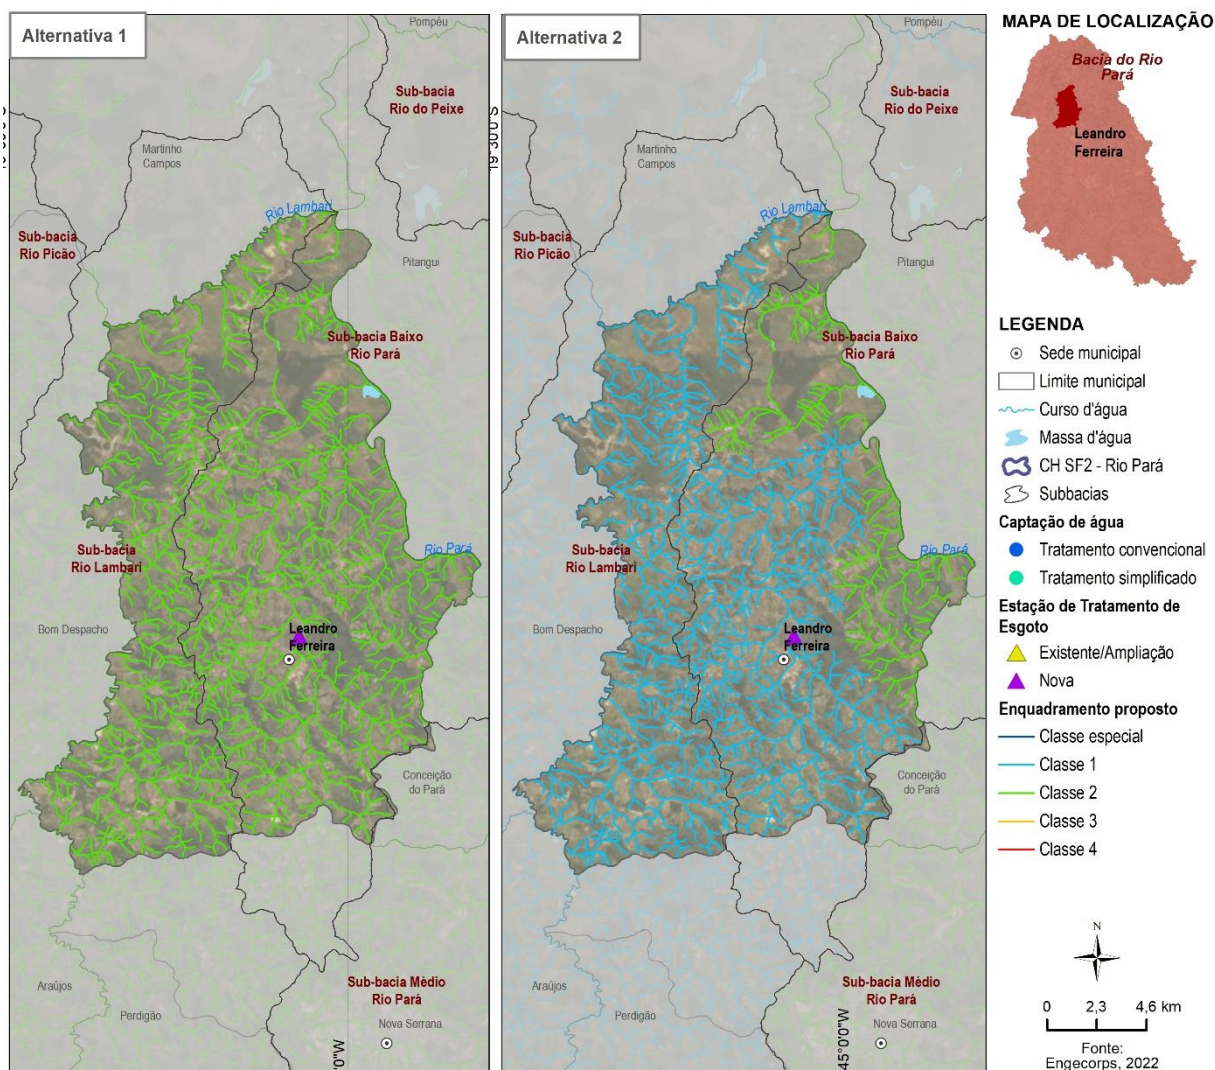 Alternativa 1
Pompéu
Sub-bacia
Rio do Peixe
Martinho
Campos
Rio Lambari
Sub-bacia
Rio Picão
Pitangui
Sub-bacia Baixo
Rio Pará
Sub-bacia
Rio Lambari
Rio Pará
Bom Despacho
Leandro
Ferreira
Conceição
do Pará
Araújos
Perdigão
Sub-bacia Médio
Rio Pará
Nova Serrana
0"W
Alternativa 2
Pompéu
Sub-bacia
Rio do Peixe
19°30'0"S
Martinho
Campos
Rio Lambari
Sub-bacia
Rio Picão
Pitangui
Sub-bacia Baixo
Rio Pará
Sub-bacia
Rio Lambari
Rio Pará
Bom Despacho
Leandro
Ferreira
Conceição
do Pará
Araújos
Perdigão
Sub-bacia Médio
Rio Pará
Nova Serrana
45°0'0"W
MAPA DE LOCALIZAÇÃO
Bacia do Rio
Pará
Leandro
Ferreira
LEGENDA
Sede municipal
Limite municipal
Curso d'água
Massa d'água
CH SF2 - Rio Pará
Subbacias
Captação de água
Tratamento convencional
Tratamento simplificado
Estação de Tratamento de
Esgoto
Existente/Ampliação
Nova
Enquadramento proposto
Classe especial
Classe 1
Classe 2
Classe 3
Classe 4
N
0 2,3 4,6 km
Fonte:
Engecorps, 2022